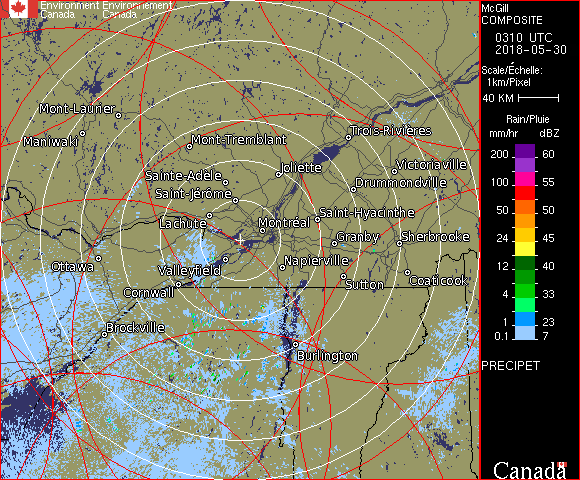 Environment Environnement
Canada Canada
McGill
COMPOSITE
0310 UTC
2018-05-30
Scale/Échelle:
1km/Pixel
40 KM
Rain/Pluie
mm/hr dBZ
200 60
55
100 55
50 50
24 45
12 40
4 33
1 23
0.1 7
PRECIPET
Canada
Mont-Laurier
Maniwaki
Mont-Tremblant
Trois-Rivières
Sainte-Adèle
Joliette
Victoriaville
Saint-Jérôme
Drummondville
Lachute
Saint-Hyacinthe
Montréal
Granby
Sherbrooke
Ottawa
Valleyfield
Napierville
Cornwall
Sutton
Coaticook
Brockville
Burlington